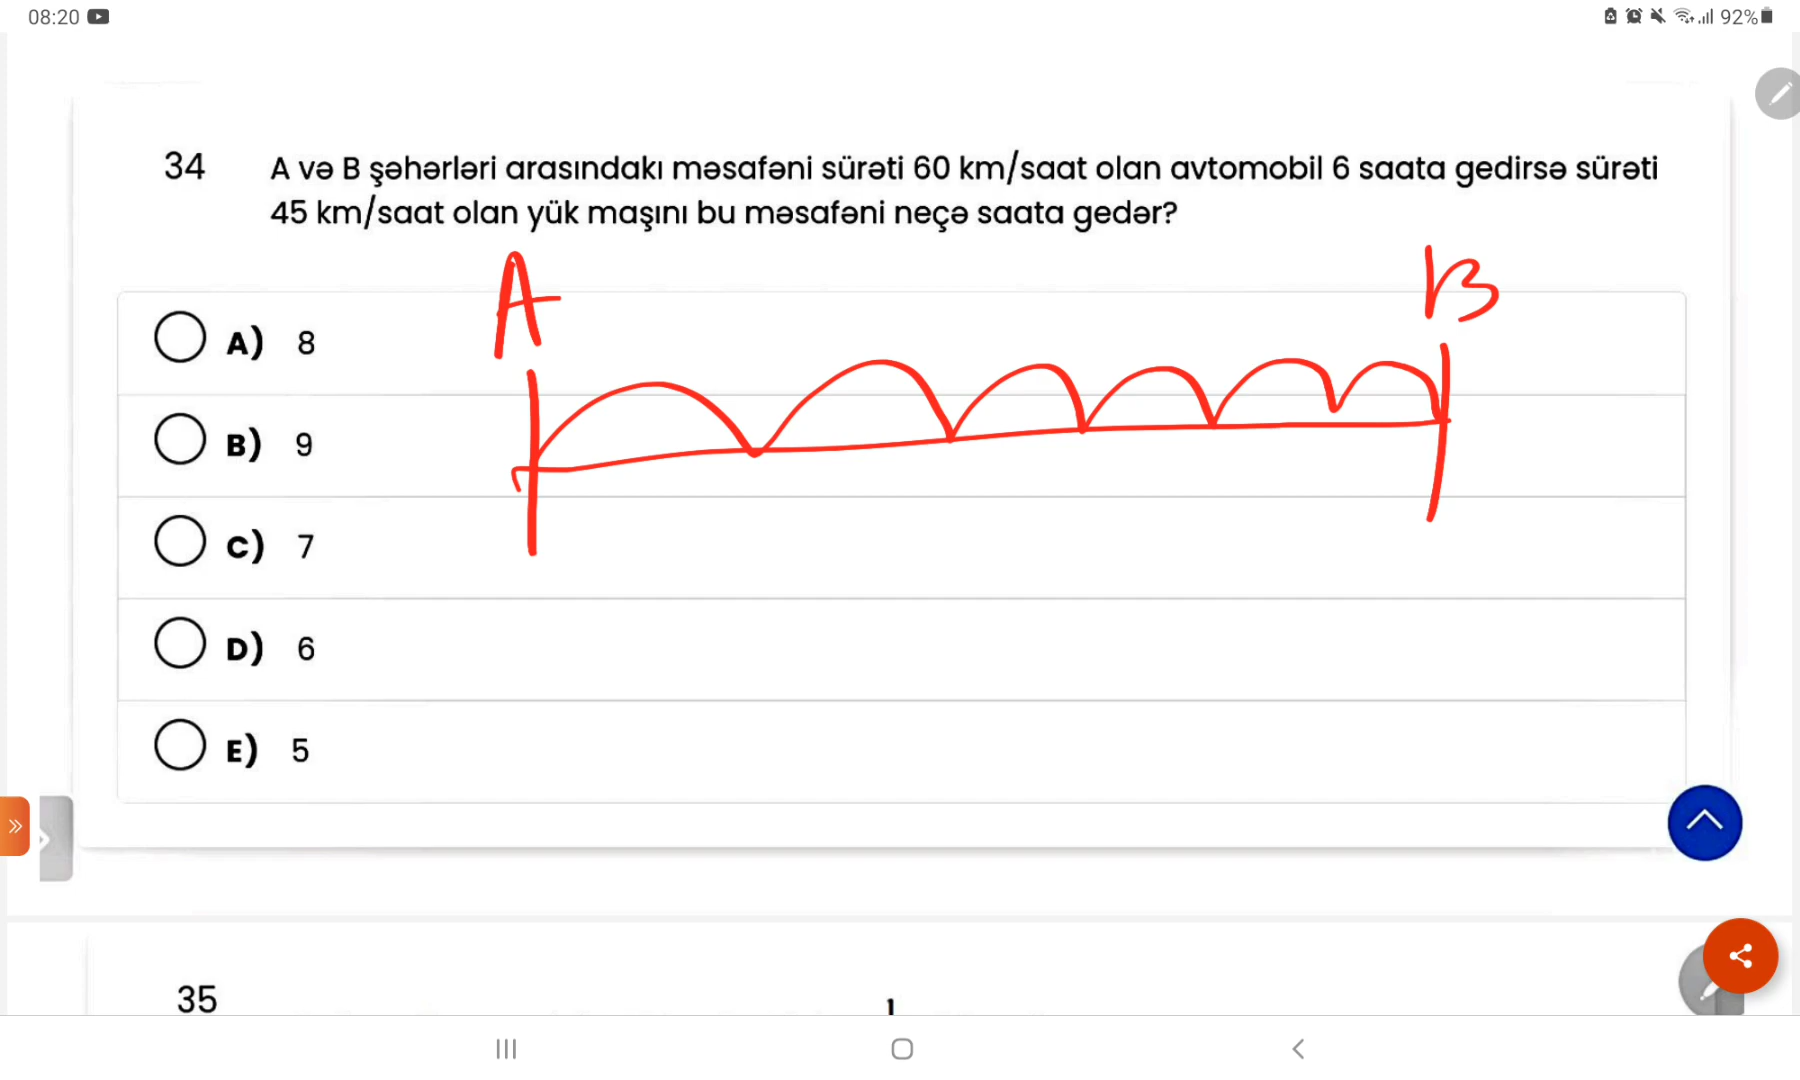 08:20
92%
34
A və B şəhərləri arasındakı məsafəni sürəti 60 km/saat olan avtomobil 6 saata gedirsə sürəti
45 km/saat olan yük maşını bu məsafəni neçə saata gedər?
A B
A) 8
B) 9
C) 7
D) 6
E) 5
35